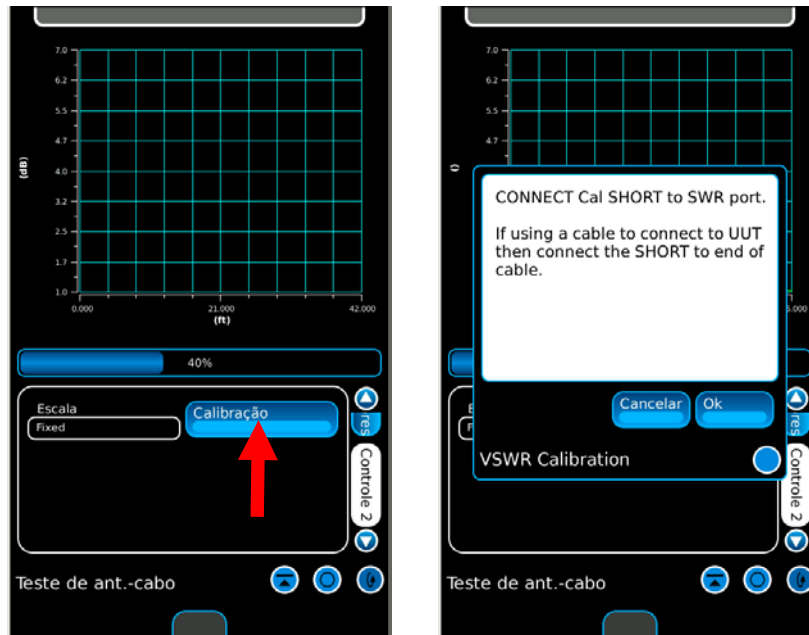 7.0
6.2
5.5
4.7
4.0
3.2
2.5
1.7
1.0
(dB)
0.000 21.000 42.000
(ft)
40%
Escala
Fixed
Calibração
res
Controle 2
Teste de ant.-cabo
7.0
6.2
5.5
4.7
CONNECT Cal SHORT to SWR port.
If using a cable to connect to UUT
then connect the SHORT to end of
cable.
Cancelar Ok
VSWR Calibration
res
Controle 2
Teste de ant.-cabo